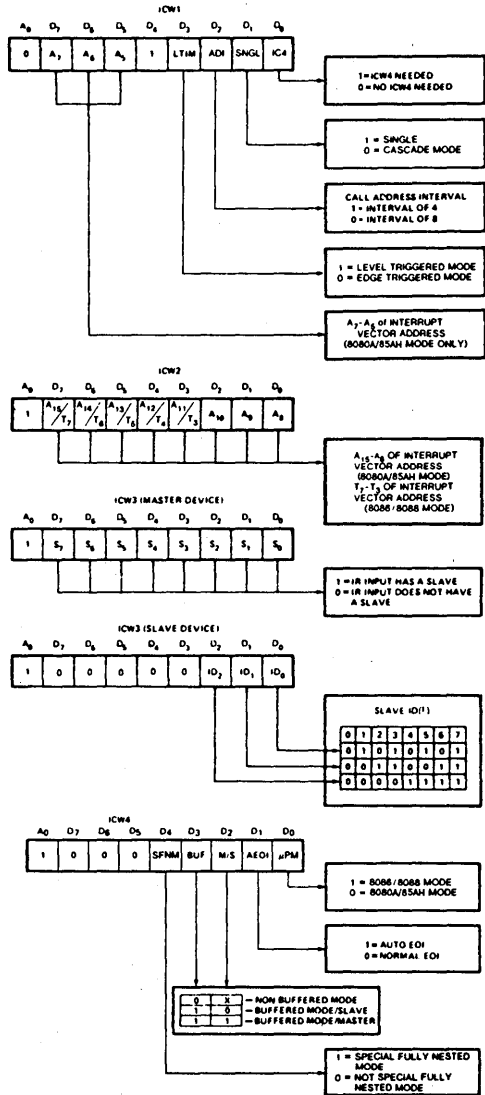 ICW1
A0 D7 D6 D5 D4 D3 D2 D1 D0
0 A7 A6 A5 1 LTIM ADI SNGL IC4
1 = ICW4 NEEDED
0 = NO ICW4 NEEDED
1 = SINGLE
0 = CASCADE MODE
CALL ADDRESS INTERVAL
1 = INTERVAL OF 4
0 = INTERVAL OF 8
1 = LEVEL TRIGGERED MODE
0 = EDGE TRIGGERED MODE
A7-A5 of INTERRUPT
VECTOR ADDRESS
(8080A/85AH MODE ONLY)
ICW2
A0 D7 D6 D5 D4 D3 D2 D1 D0
1 A15/T7 A14/T6 A13/T5 A12/T4 A11/T3 A10 A9 A8
A15-A8 OF INTERRUPT
VECTOR ADDRESS
(8080A/85AH MODE)
T7-T3 OF INTERRUPT
VECTOR ADDRESS
(8086/8088 MODE)
ICW3 (MASTER DEVICE)
A0 D7 D6 D5 D4 D3 D2 D1 D0
1 S7 S6 S5 S4 S3 S2 S1 S0
1 = IR INPUT HAS A SLAVE
0 = IR INPUT DOES NOT HAVE
A SLAVE
ICW3 (SLAVE DEVICE)
A0 D7 D6 D5 D4 D3 D2 D1 D0
1 0 0 0 0 0 ID2 ID1 ID0
SLAVE ID(1)
0 1 2 3 4 5 6 7
0 1 0 1 0 1 0 1
0 0 1 1 0 0 1 1
0 0 0 0 1 1 1 1
ICW4
A0 D7 D6 D5 D4 D3 D2 D1 D0
1 0 0 0 SFNM BUF M/S AEOI µPM
1 = 8086/8088 MODE
0 = 8080A/85AH MODE
1 = AUTO EOI
0 = NORMAL EOI
0 X – NON BUFFERED MODE
1 0 – BUFFERED MODE/SLAVE
1 1 – BUFFERED MODE/MASTER
1 = SPECIAL FULLY NESTED
MODE
0 = NOT SPECIAL FULLY
NESTED MODE